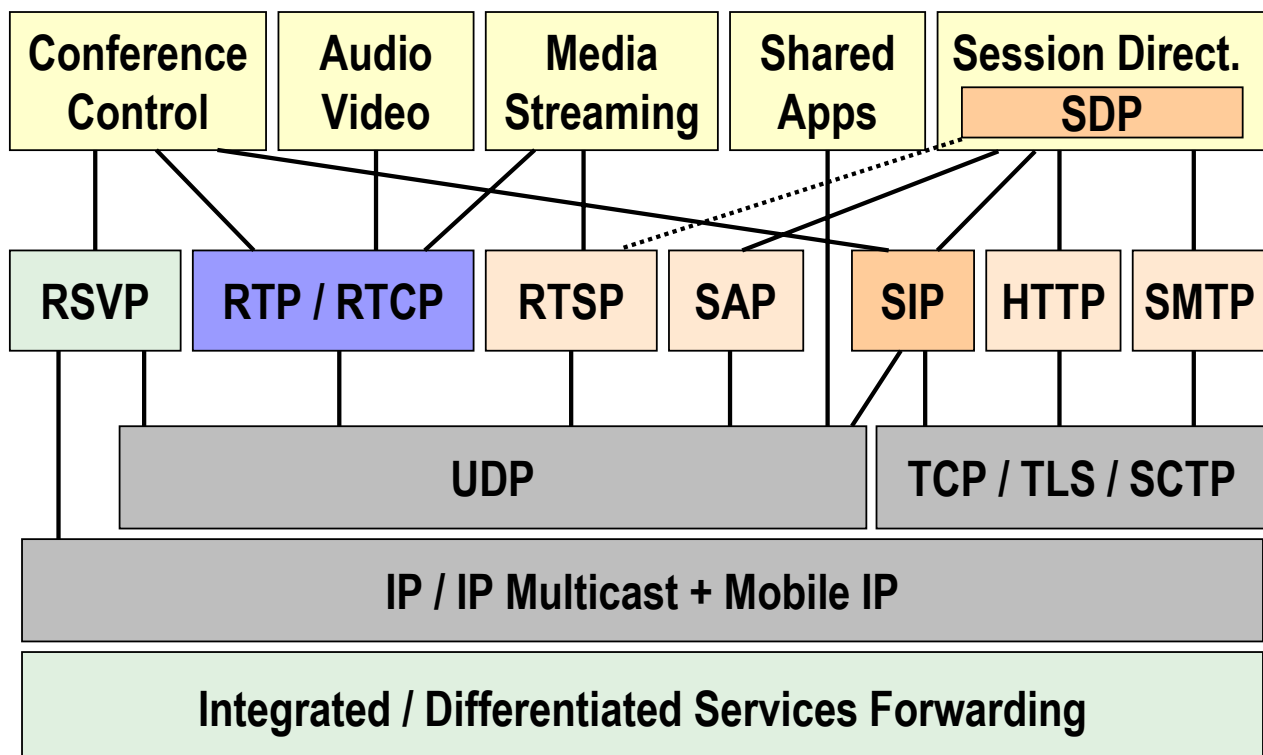 Conference
Control
Audio
Video
Media
Streaming
Shared
Apps
Session Direct.
SDP
RSVP
RTP / RTCP
RTSP
SAP
SIP
HTTP
SMTP
UDP
TCP / TLS / SCTP
IP / IP Multicast + Mobile IP
Integrated / Differentiated Services Forwarding